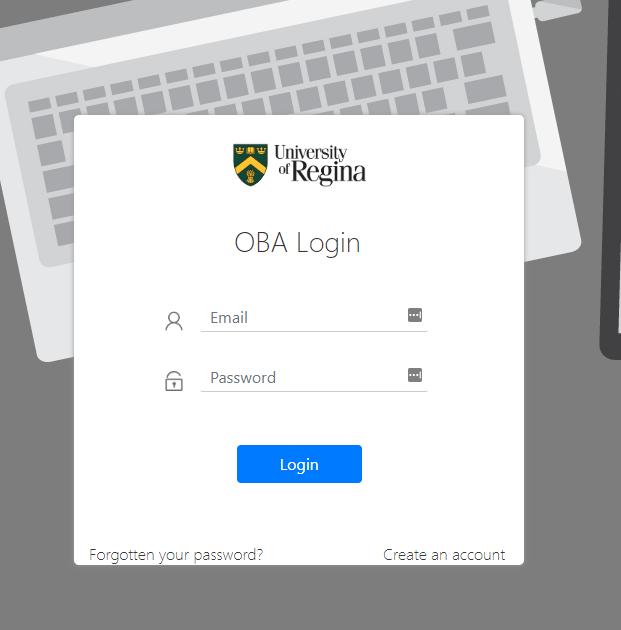 University
of Regina
OBA Login
Email
Password
Login
Forgotten your password?
Create an account